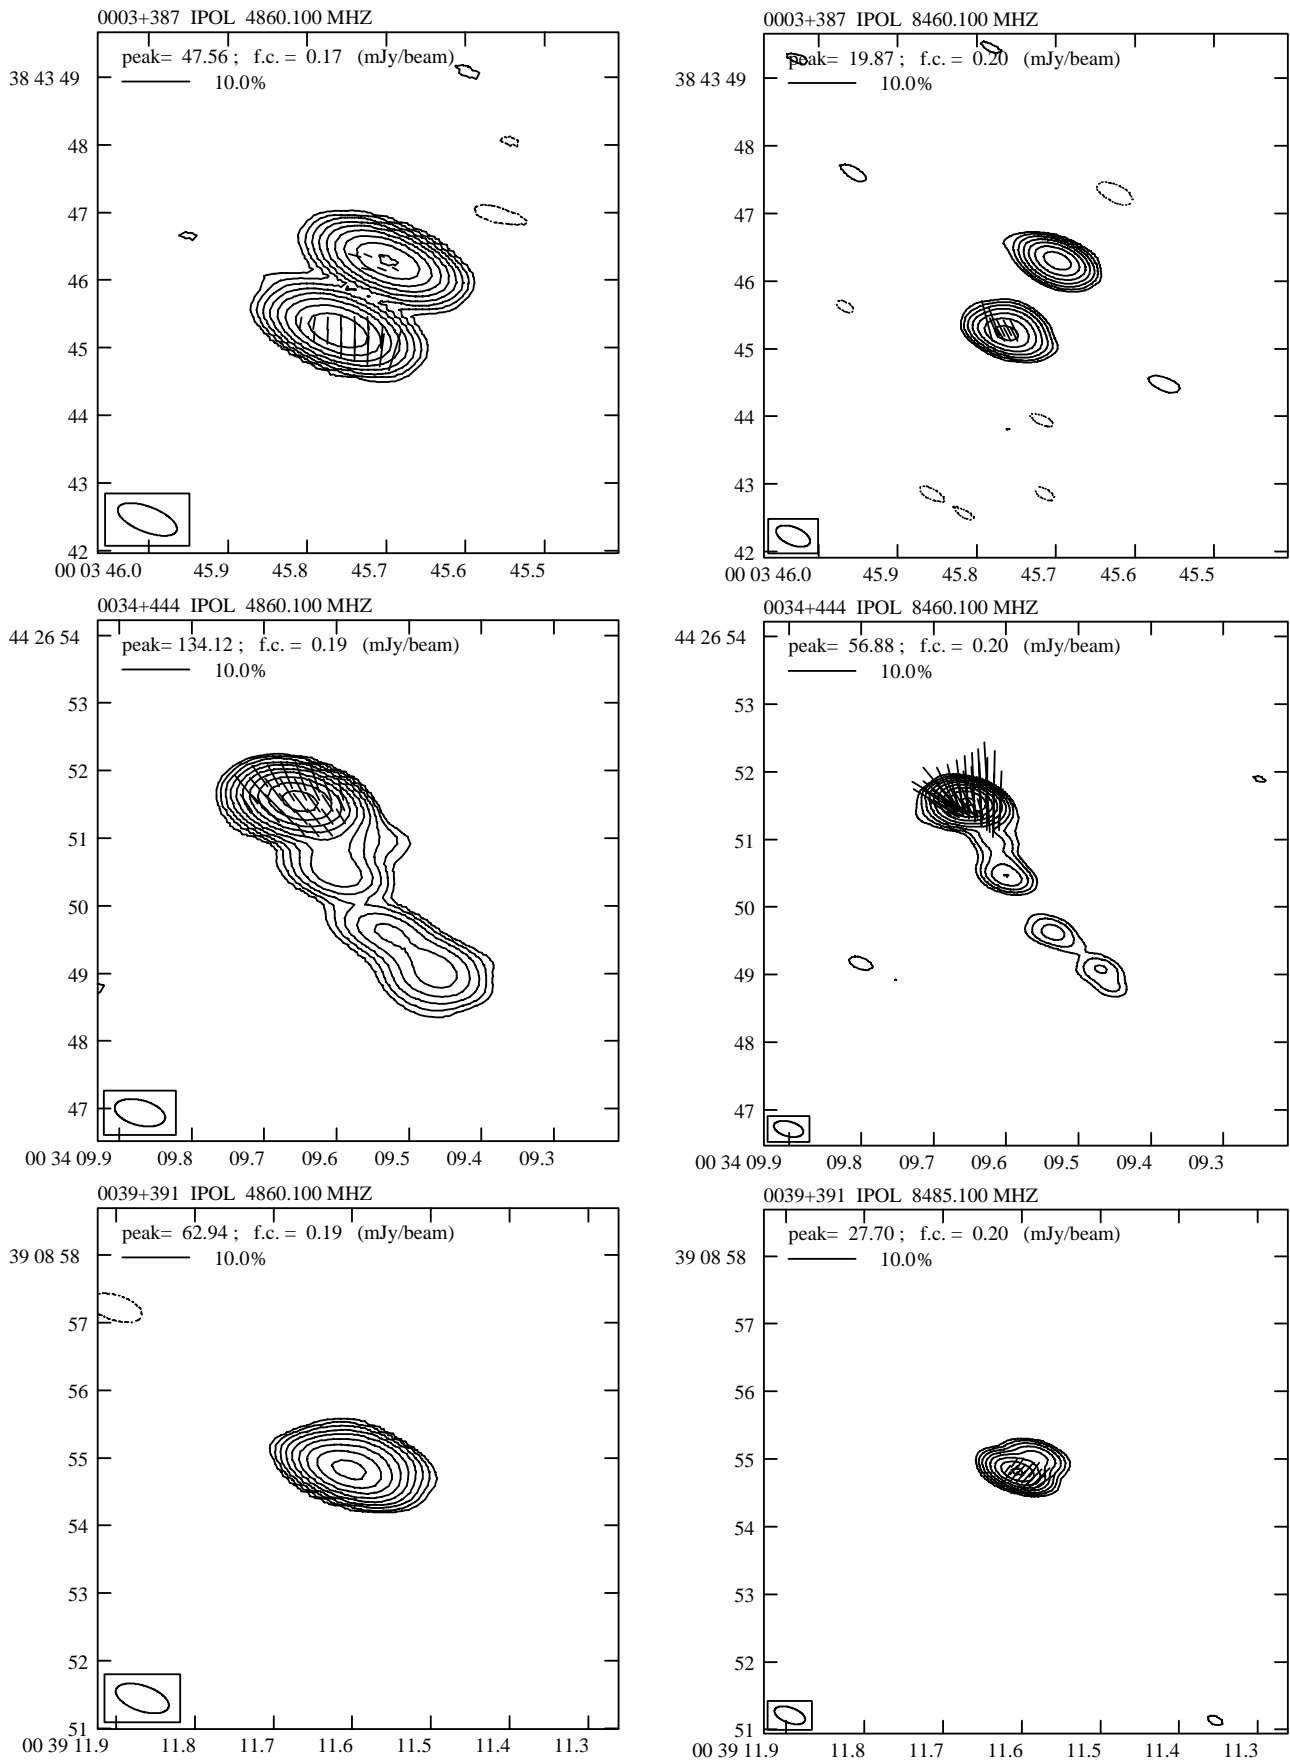 0003+387 IPOL 4860.100 MHZ
peak= 47.56 ; f.c. = 0.17 (mJy/beam)
10.0%
38 43 49
48
47
46
45
44
43
42
00 03 46.0 45.9 45.8 45.7 45.6 45.5
0003+387 IPOL 8460.100 MHZ
peak= 19.87 ; f.c. = 0.20 (mJy/beam)
10.0%
38 43 49
48
47
46
45
44
43
42
00 03 46.0 45.9 45.8 45.7 45.6 45.5
0034+444 IPOL 4860.100 MHZ
peak= 134.12 ; f.c. = 0.19 (mJy/beam)
10.0%
44 26 54
53
52
51
50
49
48
47
00 34 09.9 09.8 09.7 09.6 09.5 09.4 09.3
0034+444 IPOL 8460.100 MHZ
peak= 56.88 ; f.c. = 0.20 (mJy/beam)
10.0%
44 26 54
53
52
51
50
49
48
47
00 34 09.9 09.8 09.7 09.6 09.5 09.4 09.3
0039+391 IPOL 4860.100 MHZ
peak= 62.94 ; f.c. = 0.19 (mJy/beam)
10.0%
39 08 58
57
56
55
54
53
52
51
00 39 11.9 11.8 11.7 11.6 11.5 11.4 11.3
0039+391 IPOL 8485.100 MHZ
peak= 27.70 ; f.c. = 0.20 (mJy/beam)
10.0%
39 08 58
57
56
55
54
53
52
51
00 39 11.9 11.8 11.7 11.6 11.5 11.4 11.3